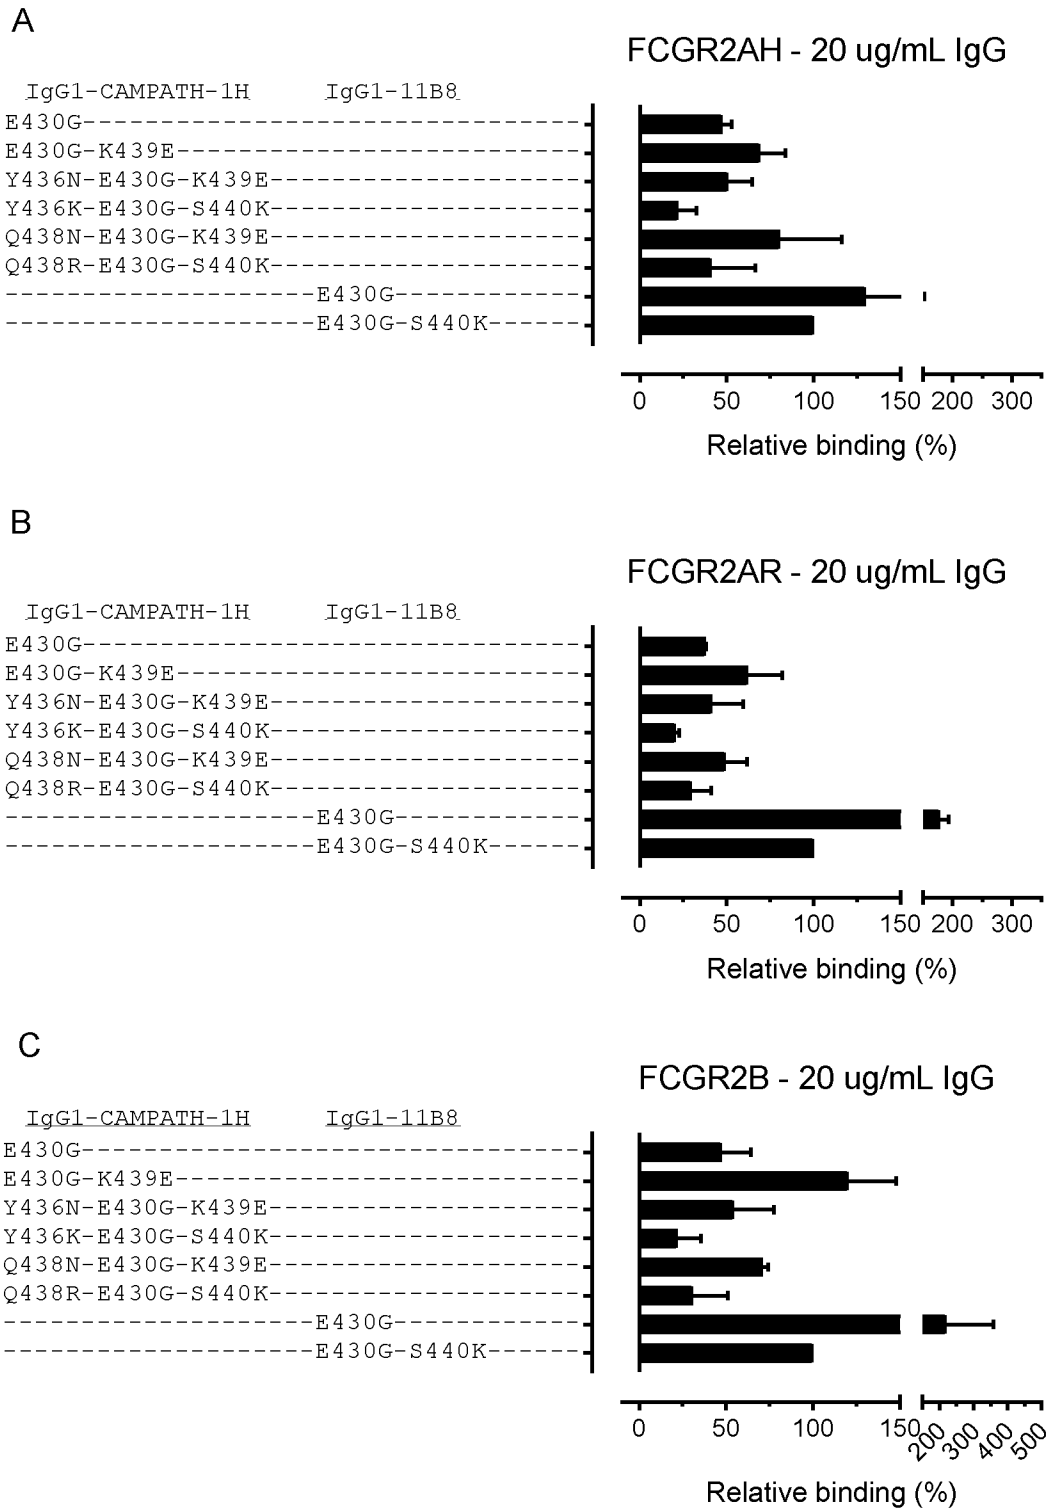 A
FCGR2AH - 20 ug/mL IgG
IgG1-CAMPATH-1H IgG1-11B8
E430G--------------------------------
E430G-K439E--------------------------
Y436N-E430G-K439E--------------------
Y436K-E430G-S440K--------------------
Q438N-E430G-K439E--------------------
Q438R-E430G-S440K--------------------
--------------------E430G------------
--------------------E430G-S440K------
0 50 100 150 200 300
Relative binding (%)
B
FCGR2AR - 20 ug/mL IgG
IgG1-CAMPATH-1H IgG1-11B8
E430G--------------------------------
E430G-K439E--------------------------
Y436N-E430G-K439E--------------------
Y436K-E430G-S440K--------------------
Q438N-E430G-K439E--------------------
Q438R-E430G-S440K--------------------
--------------------E430G------------
--------------------E430G-S440K------
0 50 100 150 200 300
Relative binding (%)
C
FCGR2B - 20 ug/mL IgG
IgG1-CAMPATH-1H IgG1-11B8
E430G--------------------------------
E430G-K439E--------------------------
Y436N-E430G-K439E--------------------
Y436K-E430G-S440K--------------------
Q438N-E430G-K439E--------------------
Q438R-E430G-S440K--------------------
--------------------E430G------------
--------------------E430G-S440K------
0 50 100 150 200 300 400 500
Relative binding (%)